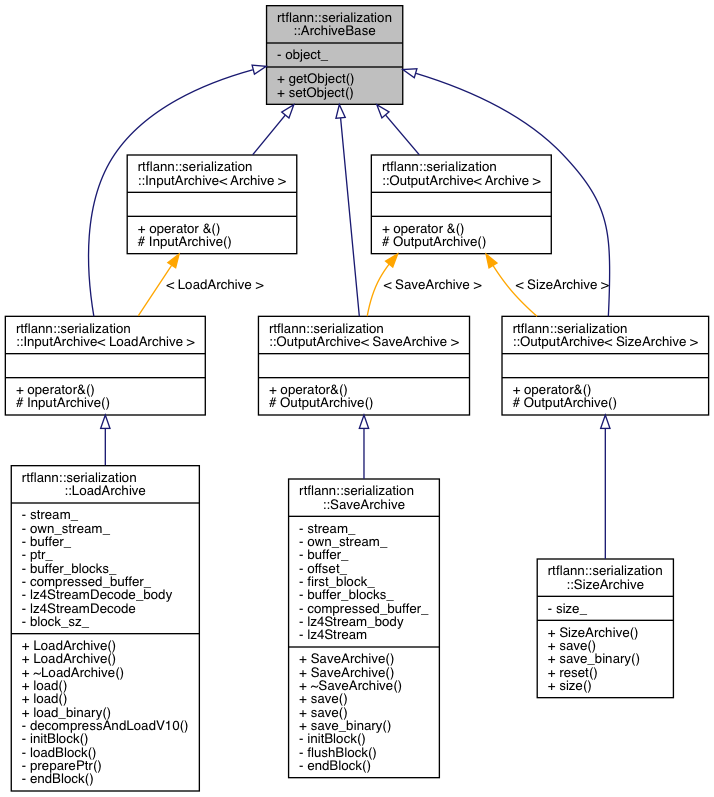 rtflann::serialization
::ArchiveBase
- object_
+ getObject()
+ setObject()
rtflann::serialization
::InputArchive< Archive >
+ operator &()
# InputArchive()
rtflann::serialization
::OutputArchive< Archive >
+ operator &()
# OutputArchive()
< LoadArchive >
< SaveArchive >
< SizeArchive >
rtflann::serialization
::InputArchive< LoadArchive >
+ operator&()
# InputArchive()
rtflann::serialization
::OutputArchive< SaveArchive >
+ operator&()
# OutputArchive()
rtflann::serialization
::OutputArchive< SizeArchive >
+ operator&()
# OutputArchive()
rtflann::serialization
::LoadArchive
- stream_
- own_stream_
- buffer_
- ptr_
- buffer_blocks_
- compressed_buffer_
- lz4StreamDecode_body
- lz4StreamDecode
- block_sz_
+ LoadArchive()
+ LoadArchive()
+ ~LoadArchive()
+ load()
+ load()
+ load_binary()
- decompressAndLoadV10()
- initBlock()
- loadBlock()
- preparePtr()
- endBlock()
rtflann::serialization
::SaveArchive
- stream_
- own_stream_
- buffer_
- offset_
- first_block_
- buffer_blocks_
- compressed_buffer_
- lz4Stream_body
- lz4Stream
+ SaveArchive()
+ SaveArchive()
+ ~SaveArchive()
+ save()
+ save()
+ save_binary()
- initBlock()
- flushBlock()
- endBlock()
rtflann::serialization
::SizeArchive
- size_
+ SizeArchive()
+ save()
+ save_binary()
+ reset()
+ size()